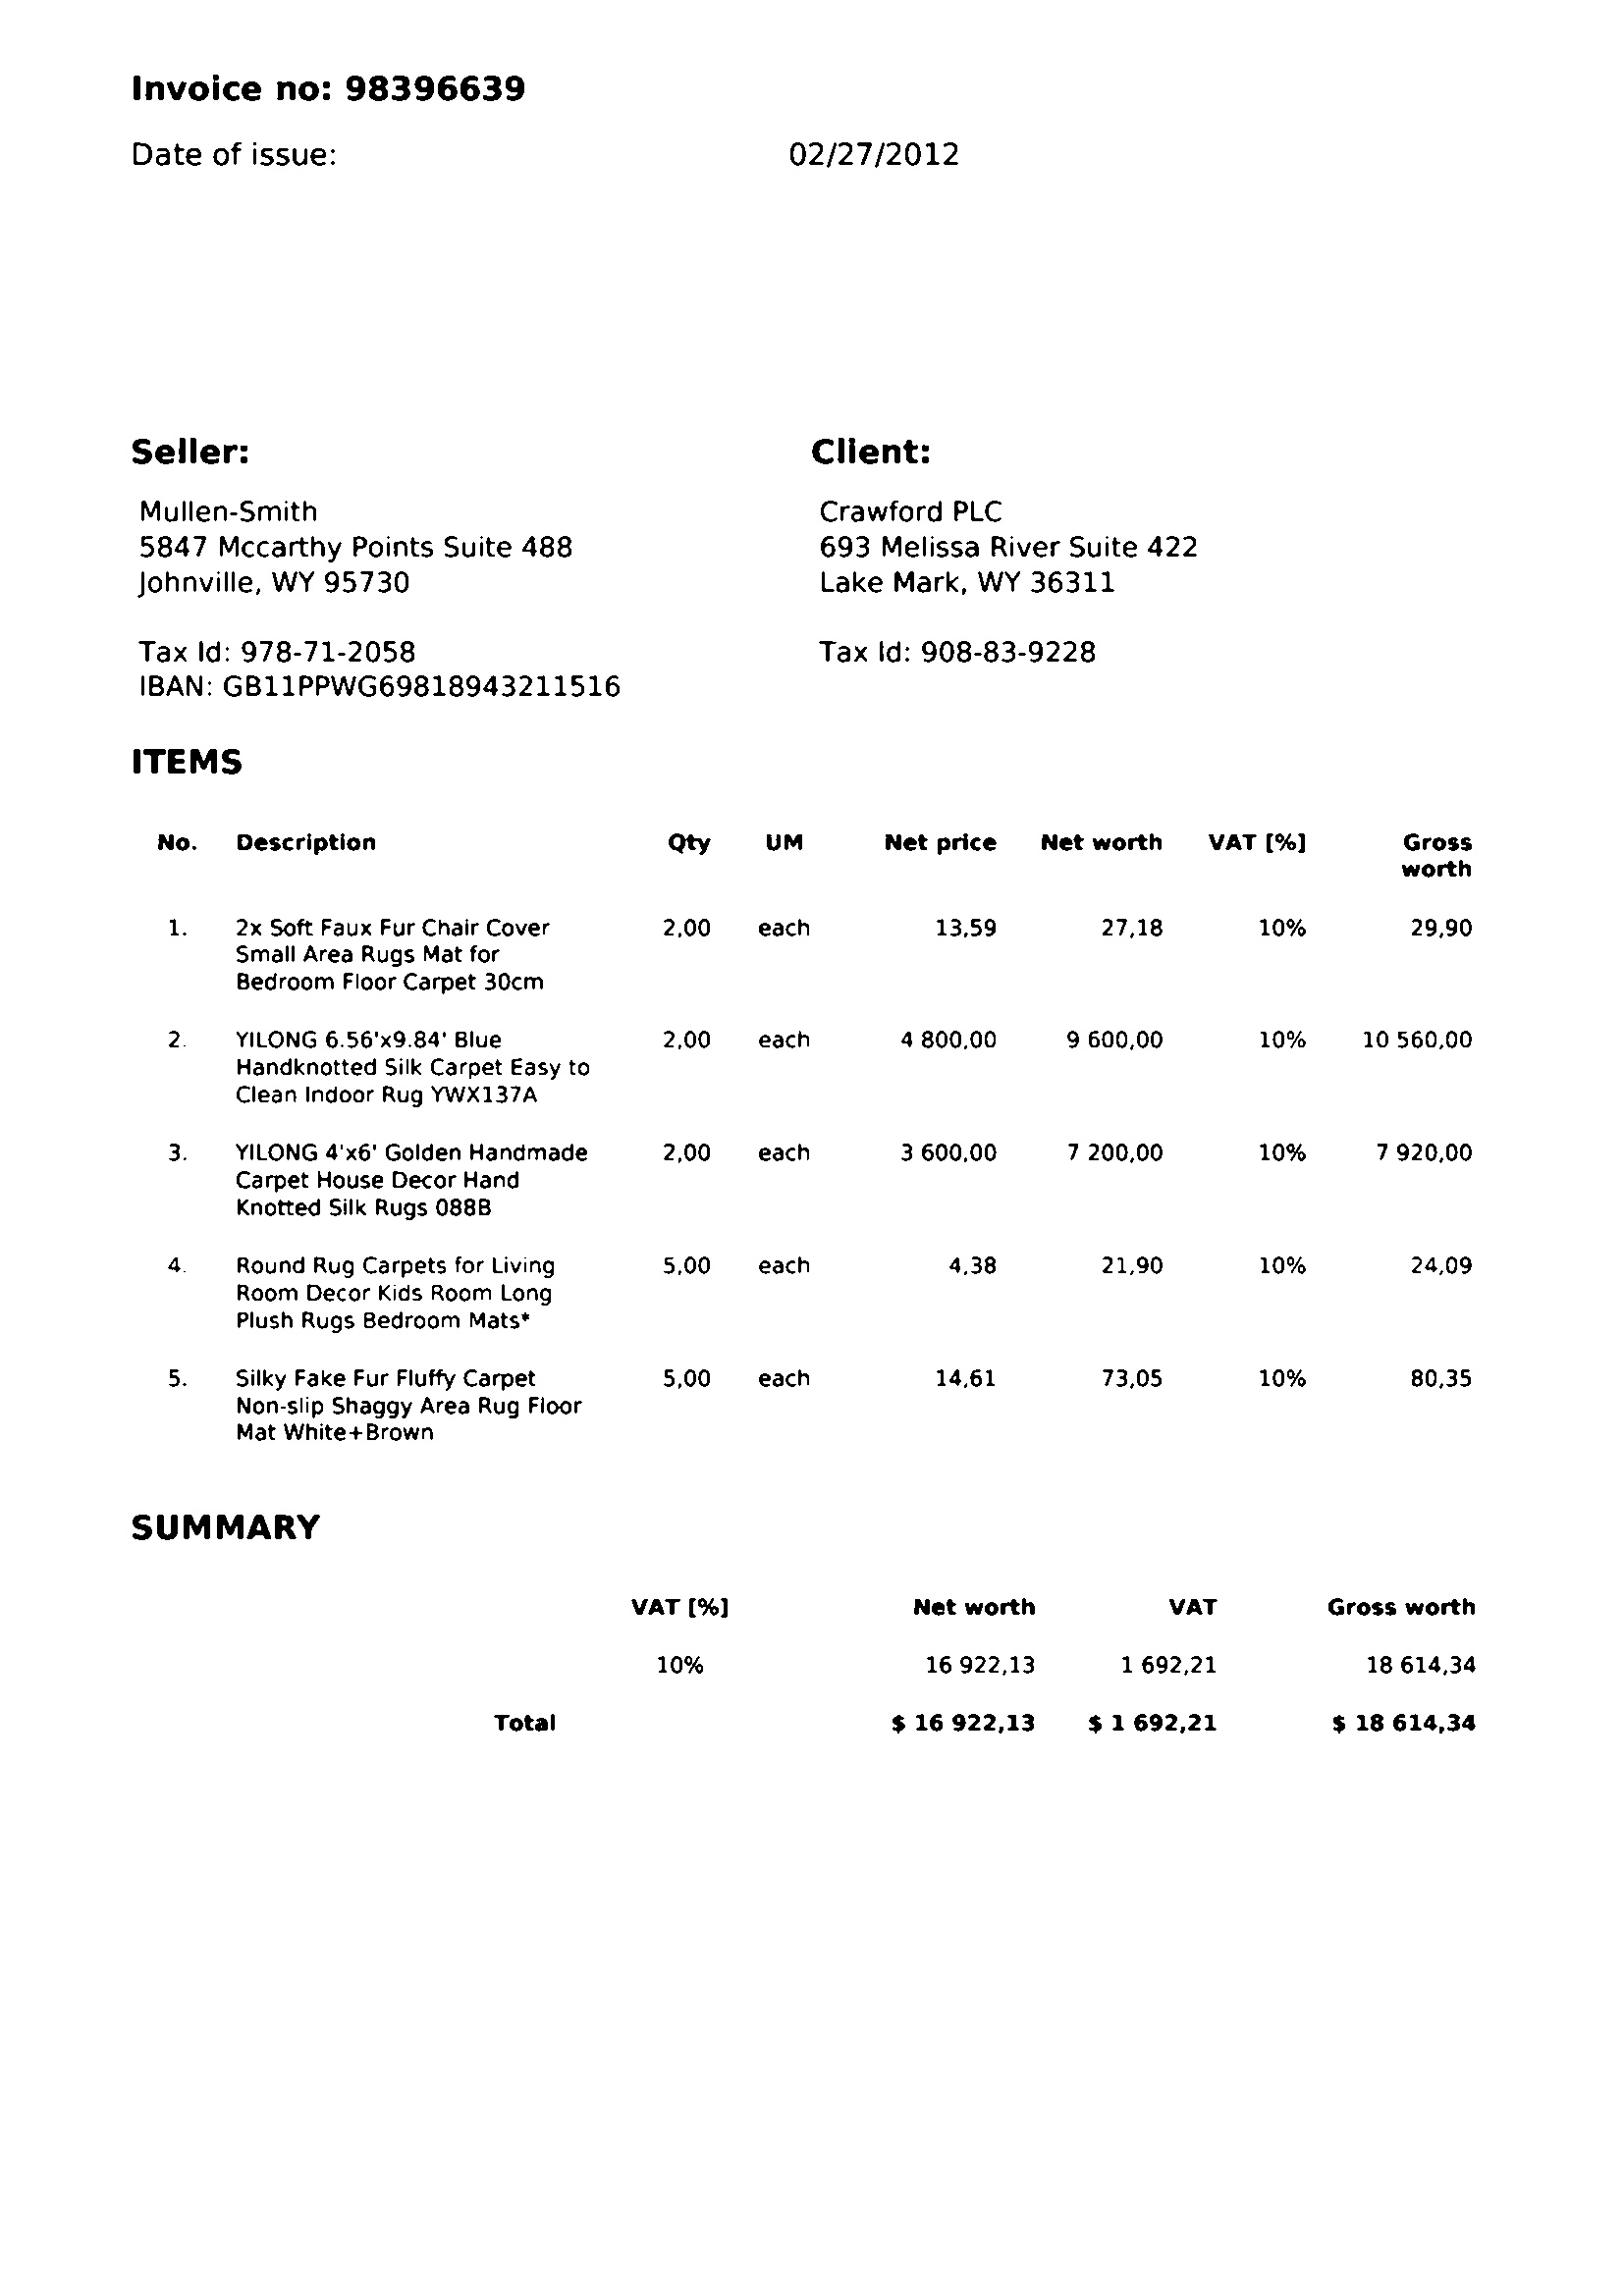 Invoice no: 98396639
Date of issue: 02/27/2012
Seller: Client:
Mullen-Smith Crawford PLC
5847 Mccarthy Points Suite 488 693 Melissa River Suite 422
Johnville, WY 95730 Lake Mark, WY 36311
Tax Id: 978-71-2058 Tax Id: 908-83-9228
IBAN: GB11PPWG69818943211516
ITEMS
No. Description Qty UM Net price Net worth VAT [%] Gross
worth
1. 2x Soft Faux Fur Chair Cover 2,00 each 13,59 27,18 10% 29,90
Small Area Rugs Mat for
Bedroom Floor Carpet 30cm
2. YILONG 6.56'x9.84' Blue 2,00 each 4 800,00 9 600,00 10% 10 560,00
Handknotted Silk Carpet Easy to
Clean Indoor Rug YWX137A
3. YILONG 4'x6' Golden Handmade 2,00 each 3 600,00 7 200,00 10% 7 920,00
Carpet House Decor Hand
Knotted Silk Rugs 088B
4. Round Rug Carpets for Living 5,00 each 4,38 21,90 10% 24,09
Room Decor Kids Room Long
Plush Rugs Bedroom Mats*
5. Silky Fake Fur Fluffy Carpet 5,00 each 14,61 73,05 10% 80,35
Non-slip Shaggy Area Rug Floor
Mat White+Brown
SUMMARY
VAT [%] Net worth VAT Gross worth
10% 16 922,13 1 692,21 18 614,34
Total $ 16 922,13 $ 1 692,21 $ 18 614,34